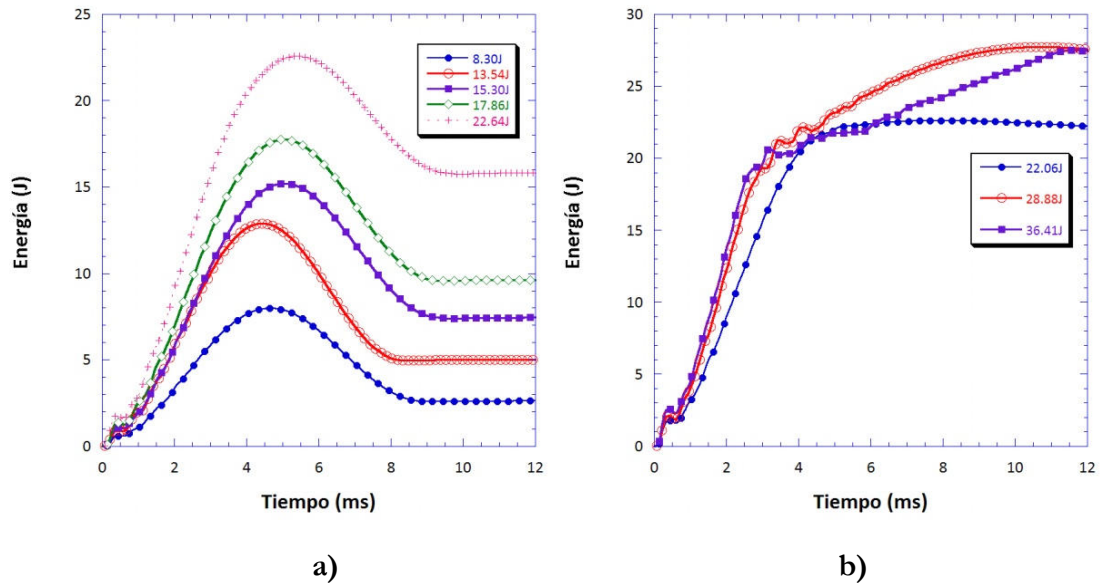 25
20
15
10
5
0
Energía (J)
8.30J
13.54J
15.30J
17.86J
22.64J
0 2 4 6 8 10 12
Tiempo (ms)
a)
30
25
20
15
10
5
0
Energía (J)
22.06J
28.88J
36.41J
0 2 4 6 8 10 12
Tiempo (ms)
b)